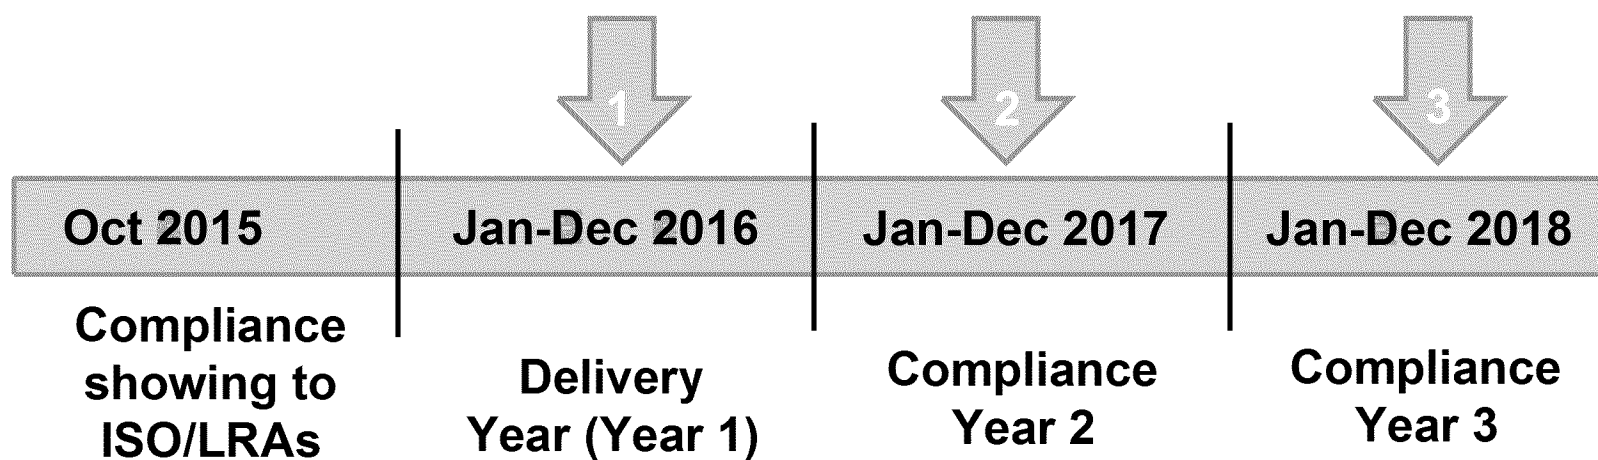 1 2 3
Oct 2015 Jan-Dec 2016 Jan-Dec 2017 Jan-Dec 2018
Compliance
showing to
ISO/LRAs
Delivery
Year (Year 1)
Compliance
Year 2
Compliance
Year 3